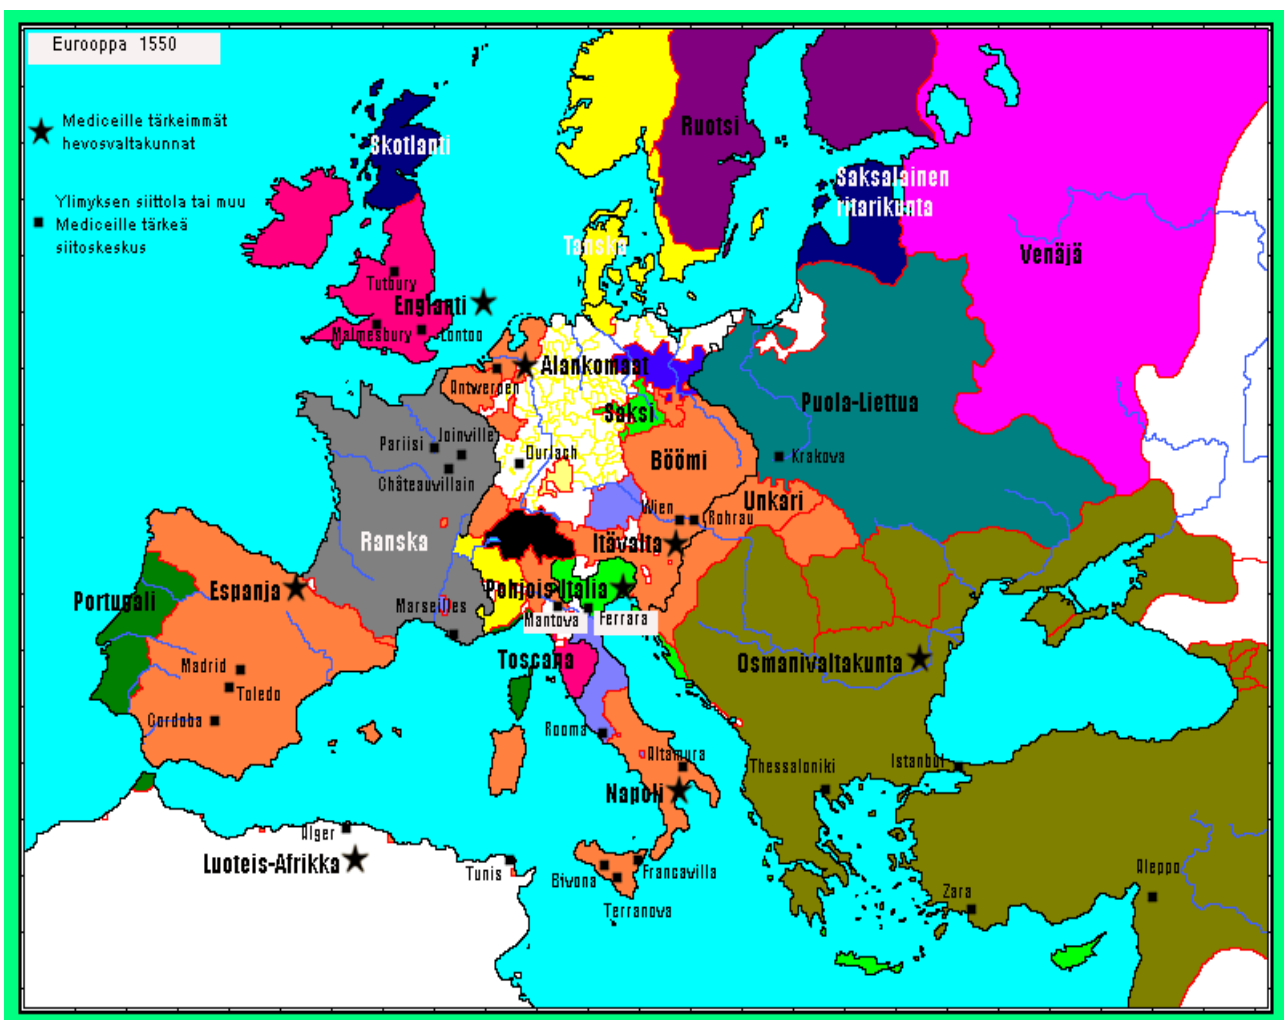 Eurooppa 1550
Mediceille tärkeimmät
hevosvaltakunnat
Ylimyksen siittola tai muu
Mediceille tärkeä
siitoskeskus
Skotlanti
Ruotsi
Saksalainen
ritarikunta
Tanska
Venäjä
Tutbury
Englanti
Malmesbury
Lontoo
Alankomaat
Antwerpen
Saksi
Puola-Liettua
Pariisi
Joinville
Châteauvillain
Durlach
Böömi
Krakova
Unkari
Wien
Rohrau
Ranska
Itävalta
Espanja
Portugali
Pohjois-Italia
Marseilles
Mantova
Ferrara
Toscana
Osmanivaltakunta
Madrid
Toledo
Cordoba
Rooma
Altamura
Thessaloniki
Istanbul
Napoli
Alger
Luoteis-Afrikka
Tunis
Bivona
Francavilla
Terranova
Zara
Aleppo